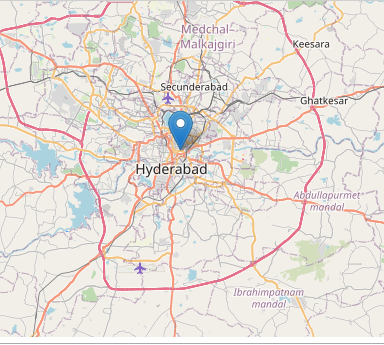 Medchal
Malkajgiri
Keesara
Secunderabad
Ghatkesar
Hyderabad
Abdullapurmet
mandal
Ibrahimpatnam
mandal